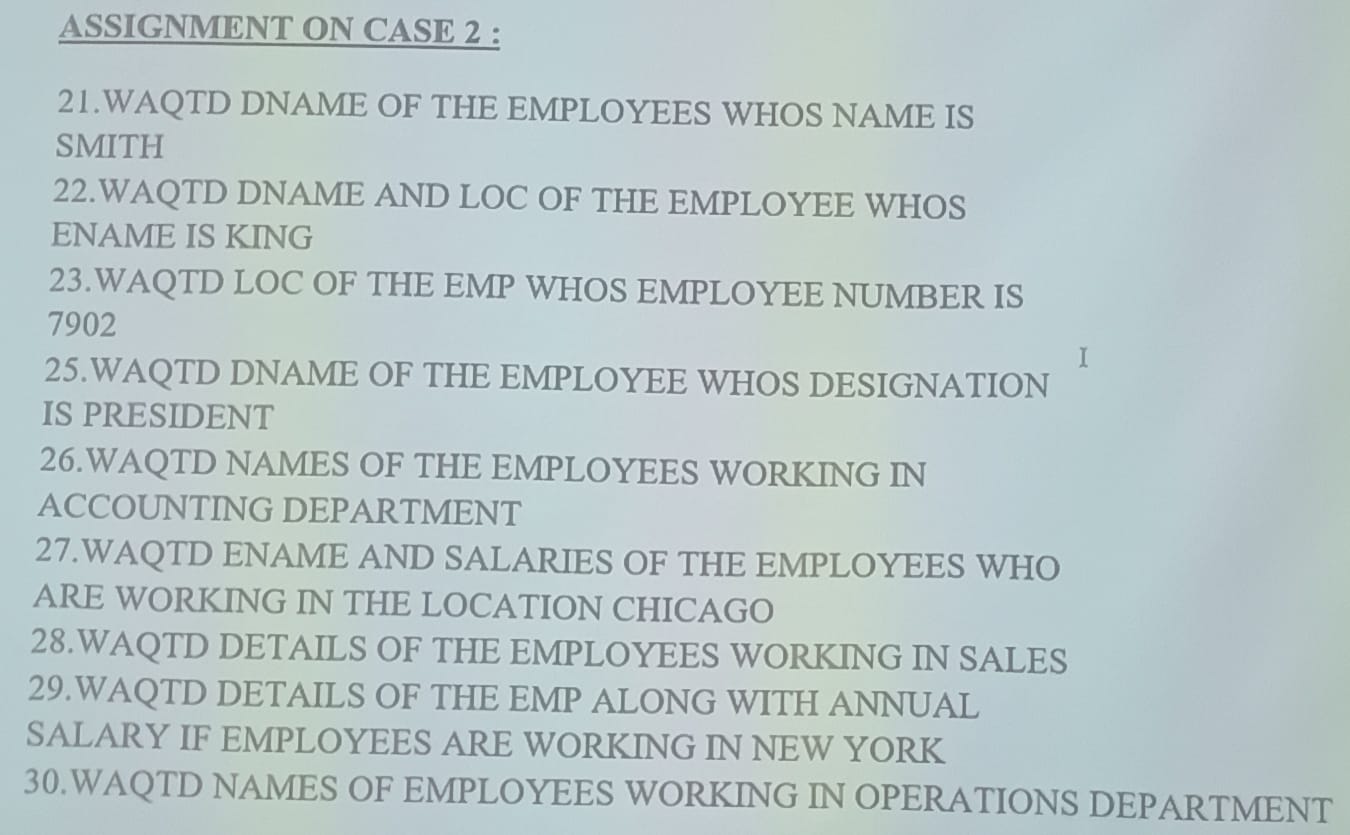 ASSIGNMENT ON CASE 2 :
21.WAQTD DNAME OF THE EMPLOYEES WHOS NAME IS
SMITH
22.WAQTD DNAME AND LOC OF THE EMPLOYEE WHOS
ENAME IS KING
23.WAQTD LOC OF THE EMP WHOS EMPLOYEE NUMBER IS
7902
25.WAQTD DNAME OF THE EMPLOYEE WHOS DESIGNATION
IS PRESIDENT
26.WAQTD NAMES OF THE EMPLOYEES WORKING IN
ACCOUNTING DEPARTMENT
27.WAQTD ENAME AND SALARIES OF THE EMPLOYEES WHO
ARE WORKING IN THE LOCATION CHICAGO
28.WAQTD DETAILS OF THE EMPLOYEES WORKING IN SALES
29.WAQTD DETAILS OF THE EMP ALONG WITH ANNUAL
SALARY IF EMPLOYEES ARE WORKING IN NEW YORK
30.WAQTD NAMES OF EMPLOYEES WORKING IN OPERATIONS DEPARTMENT